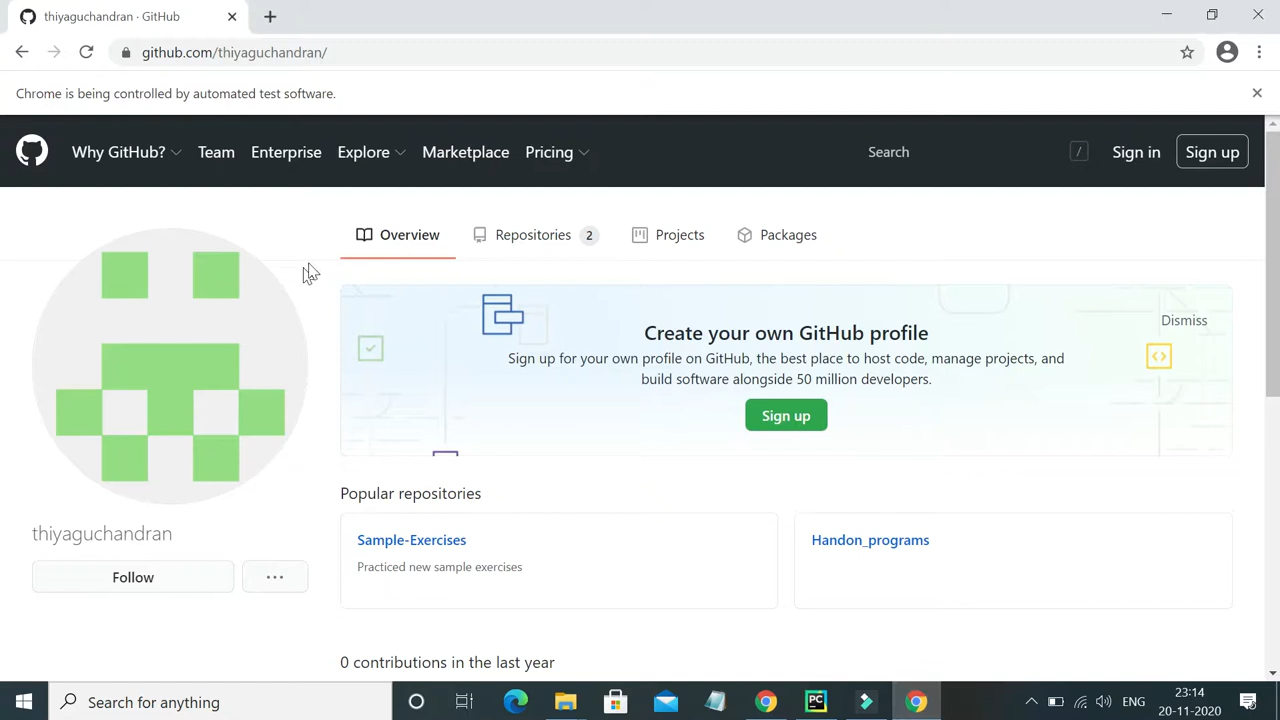 thiyaguchandran · GitHub
github.com/thiyaguchandran/
Chrome is being controlled by automated test software.
Why GitHub? Team Enterprise Explore Marketplace Pricing Search / Sign in Sign up
Overview Repositories 2 Projects Packages
Create your own GitHub profile
Dismiss
Sign up for your own profile on GitHub, the best place to host code, manage projects, and
build software alongside 50 million developers.
Sign up
Popular repositories
thiyaguchandran
Follow
Sample-Exercises
Practiced new sample exercises
Handon_programs
0 contributions in the last year
Search for anything
PC
ENG
23:14
20-11-2020